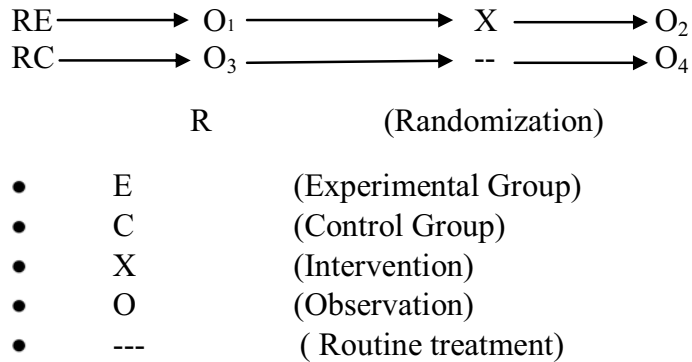 RE O₁ X O₂
RC O₃ -- O₄
R (Randomization)
• E (Experimental Group)
• C (Control Group)
• X (Intervention)
• O (Observation)
• --- ( Routine treatment)